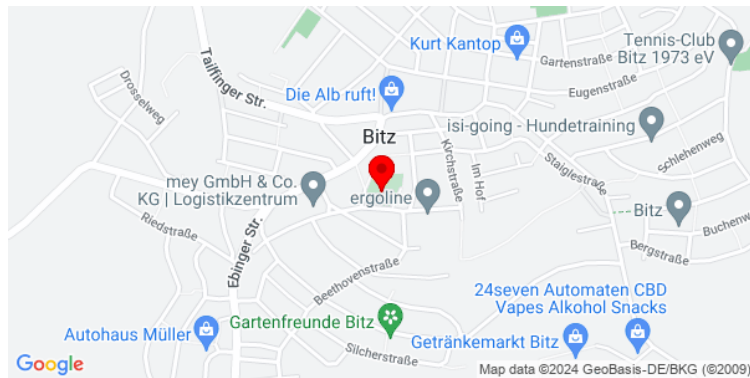 Kurt Kantop
Tennis-Club
Bitz 1973 eV
Gartenstraße
Tailfinger Str.
Drosselweg
Die Alb ruft!
Eugenstraße
Bitz
isi-going - Hundetraining
Kirchstraße
Im Hof
Staiglestraße
Schlehenweg
mey GmbH & Co.
KG | Logistikzentrum
ergoline
Bitz
Buchenweg
Riedstraße
Ebinger Str.
Bergstraße
Beethovenstraße
24seven Automaten CBD
Vapes Alkohol Snacks
Autohaus Müller
Gartenfreunde Bitz
Getränkemarkt Bitz
Silcherstraße
Google
Map data ©2024 GeoBasis-DE/BKG (©2009)